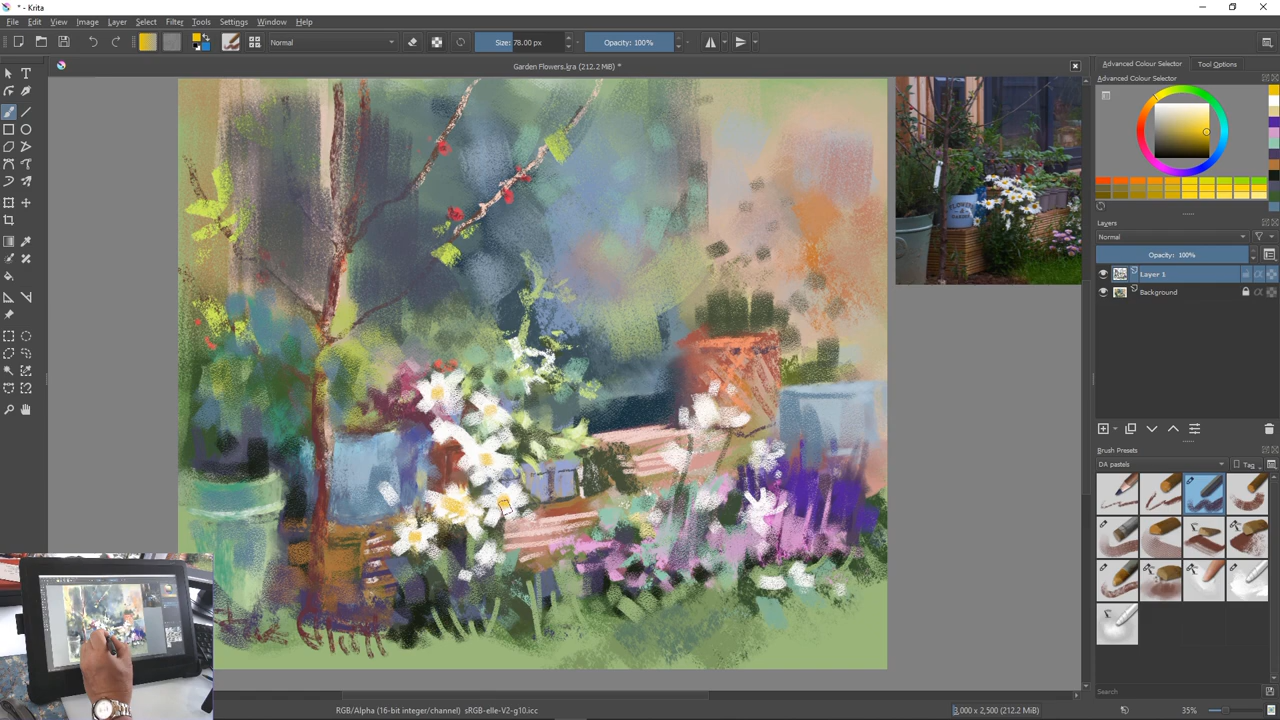 * - Krita
File Edit View Image Layer Select Filter Tools Settings Window Help
Normal Size: 78.00 px Opacity: 100%
Garden Flowers.kra (212.2 MiB) *
Advanced Colour Selector Tool Options
Advanced Colour Selector
Layers
Normal
Opacity: 100%
Layer 1
Background
Brush Presets
DA pastels Tag
Search
RGB/Alpha (16-bit integer/channel) sRGB-elle-V2-g10.icc 3,000 x 2,500 (212.2 MiB) 35%